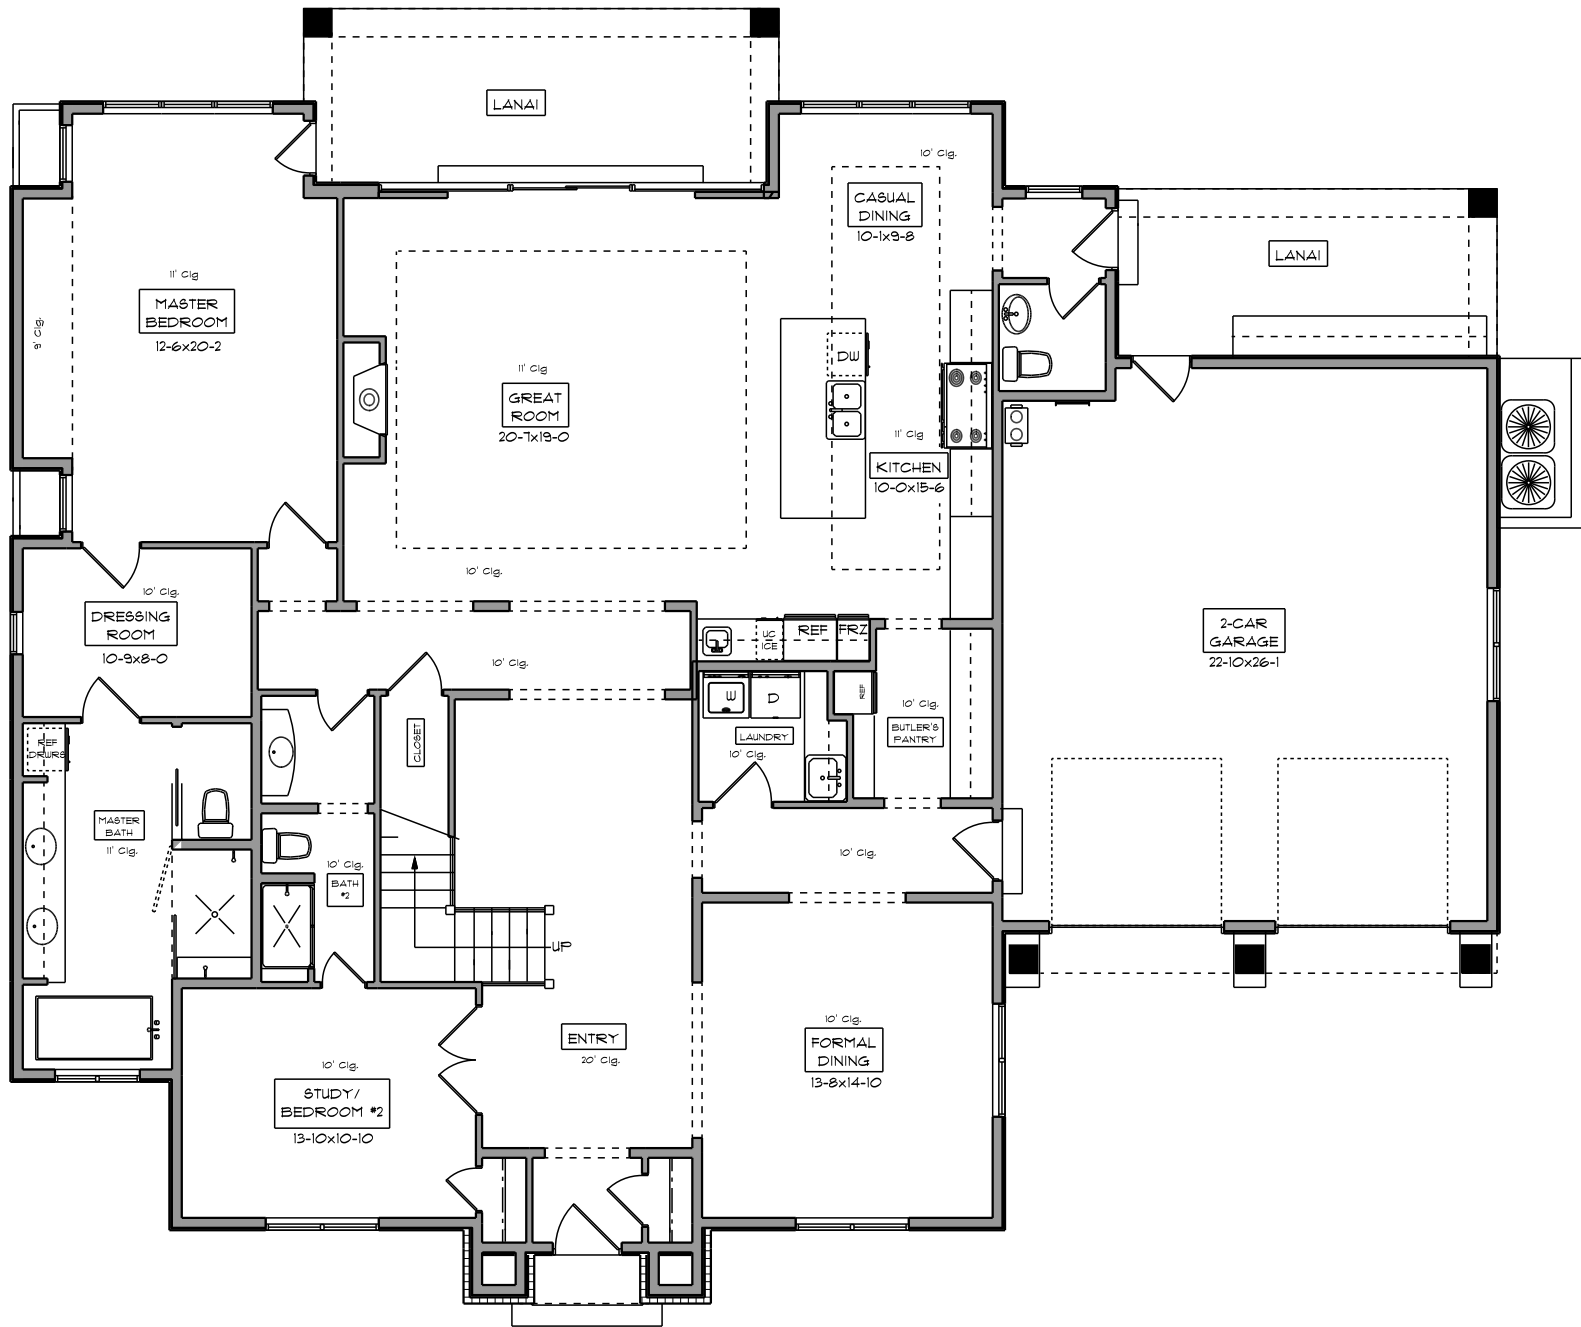 LANAI
10' Clg.
CASUAL
DINING
10-1x9-8
LANAI
11' Clg
MASTER
BEDROOM
12-6x20-2
9' Clg.
11' Clg
GREAT
ROOM
20-7x19-0
DW
11' Clg
KITCHEN
10-0x15-6
10' Clg.
10' Clg.
DRESSING
ROOM
10-9x8-0
10' Clg.
UC
ICE
REF
FRZ
2-CAR
GARAGE
22-10x26-1
W
D
REF
10' Clg.
BUTLER'S
PANTRY
LAUNDRY
10' Clg.
CLOSET
REF
DRWRS
MASTER
BATH
11' Clg.
10' Clg.
BATH
#2
10' Clg.
UP
ENTRY
20' Clg.
10' Clg.
FORMAL
DINING
13-8x14-10
10' Clg.
STUDY/
BEDROOM #2
13-10x10-10